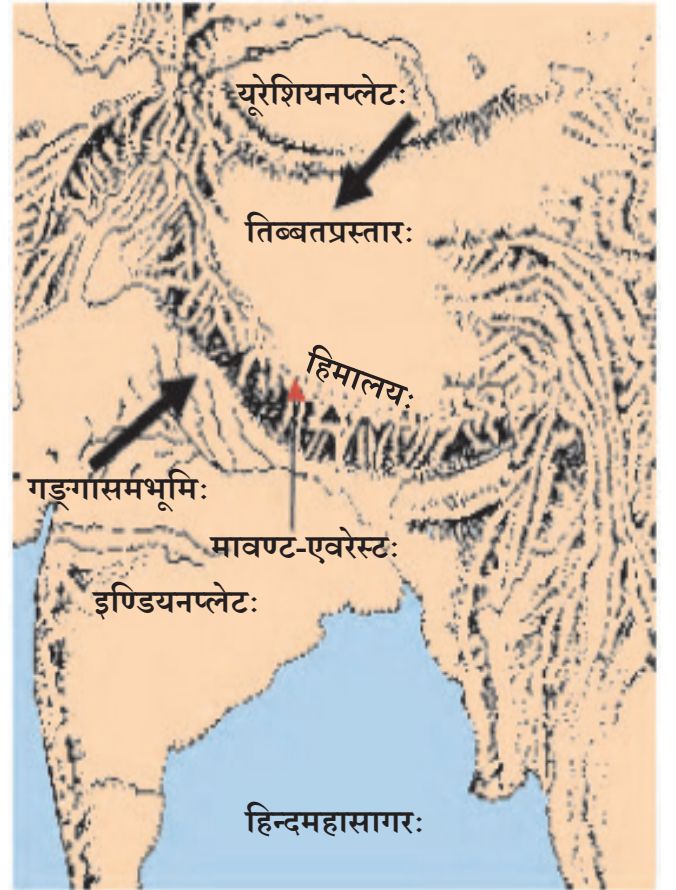 यूरेशियनप्लेटः
तिब्बतप्रस्तारः
हिमालयः
गङ्गासमभूमिः
मावण्ट-एवरेस्टः
इण्डियनप्लेटः
हिन्दमहासागरः